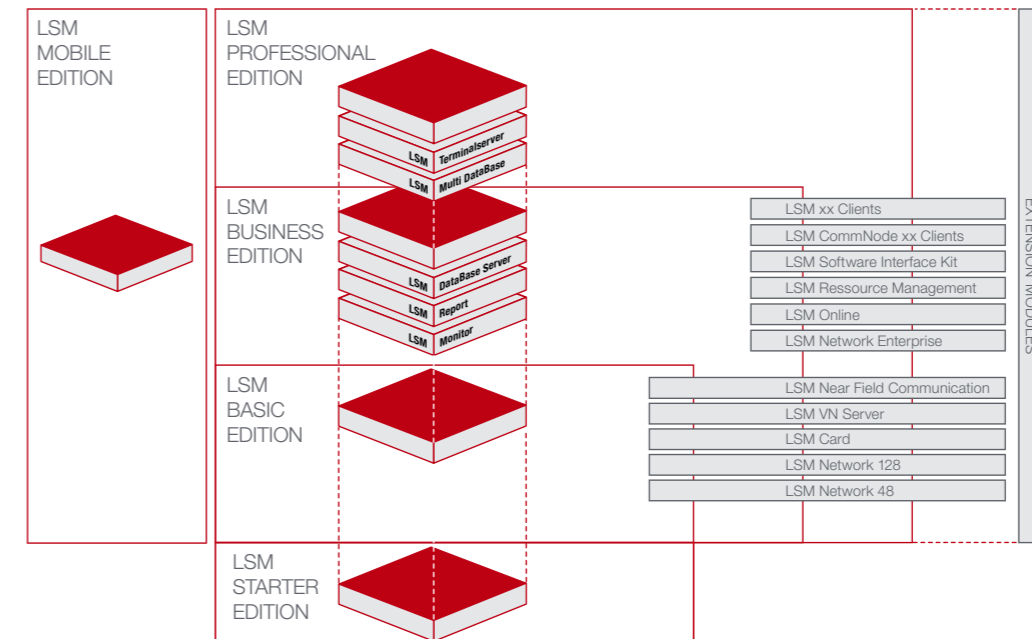 LSM
MOBILE
EDITION
LSM
PROFESSIONAL
EDITION
LSM Terminalserver
LSM Multi DataBase
LSM
BUSINESS
EDITION
LSM DataBase Server
LSM Report
LSM Monitor
LSM
BASIC
EDITION
LSM
STARTER
EDITION
LSM xx Clients
LSM CommNode xx Clients
LSM Software Interface Kit
LSM Ressource Management
LSM Online
LSM Network Enterprise
LSM Near Field Communication
LSM VN Server
LSM Card
LSM Network 128
LSM Network 48
EXTENSION MODULES